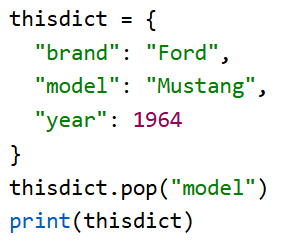 thisdict = {
  "brand": "Ford",
  "model": "Mustang",
  "year": 1964
}
thisdict.pop("model")
print(thisdict)